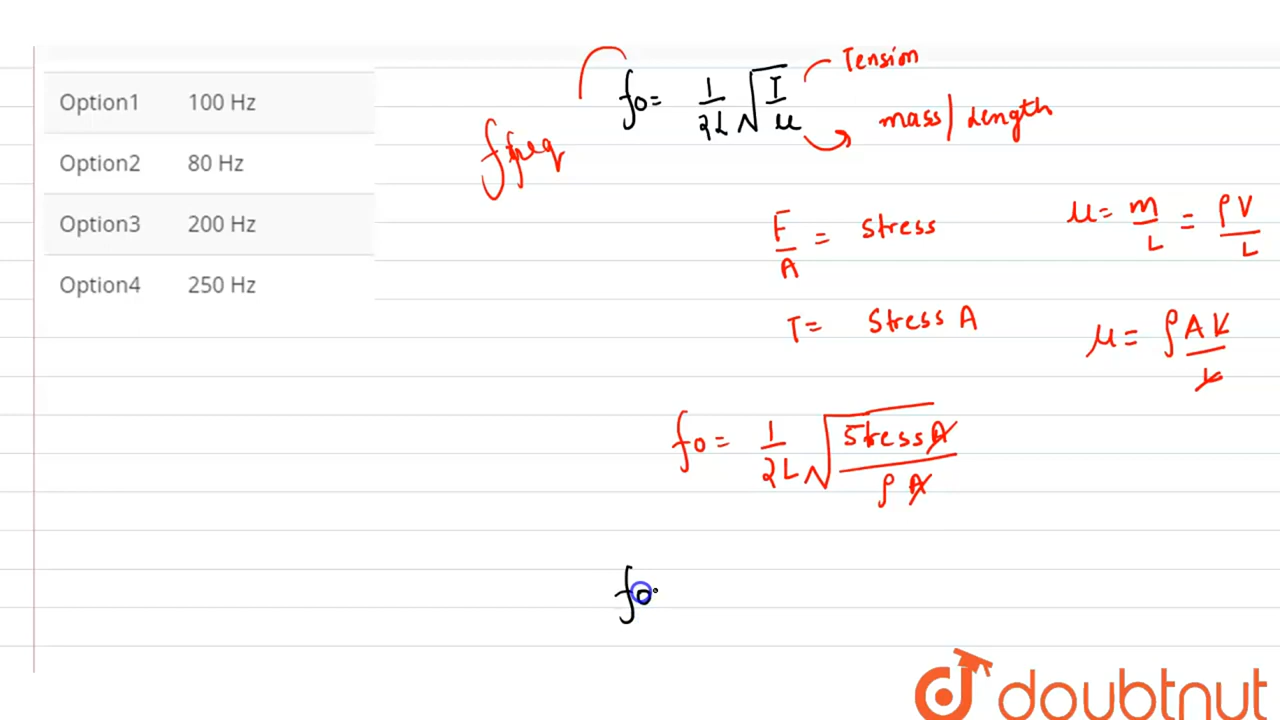 Option1 100 Hz
Option2 80 Hz
Option3 200 Hz
Option4 250 Hz
f0 = 1/2L √T/μ
Tension
mass/Length
freq
F/A = Stress
μ = m/L = ρV/L
T = Stress A
μ = ρ A L/L
f0 = 1/2L √Stress A/ρ A
f0
doubtnut